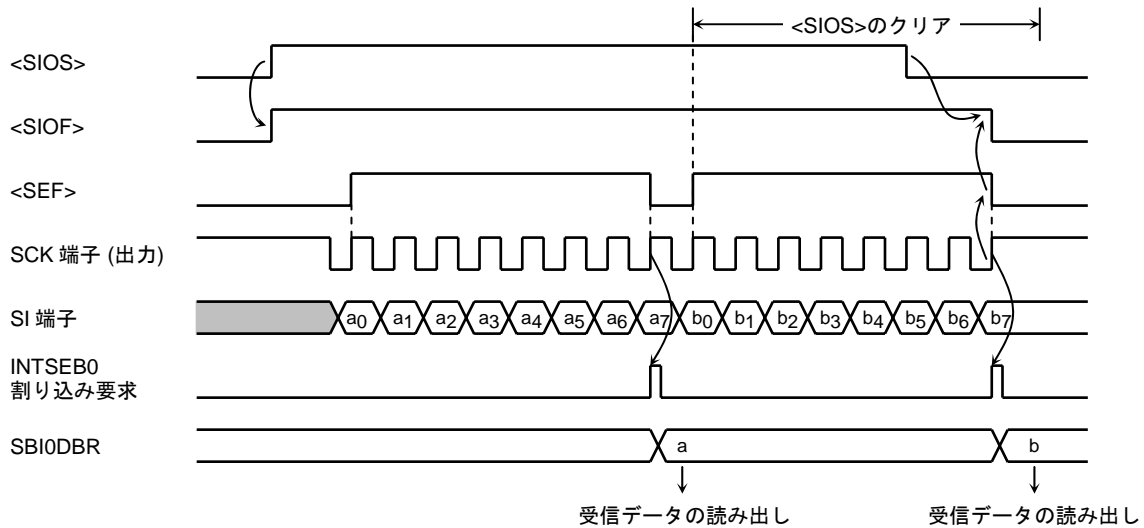 <SIOS>のクリア
<SIOS>
<SIOF>
<SEF>
SCK 端子 (出力)
SI 端子
a0 a1 a2 a3 a4 a5 a6 a7 b0 b1 b2 b3 b4 b5 b6 b7
INTSEB0
割り込み要求
SBI0DBR
a b
受信データの読み出し 受信データの読み出し